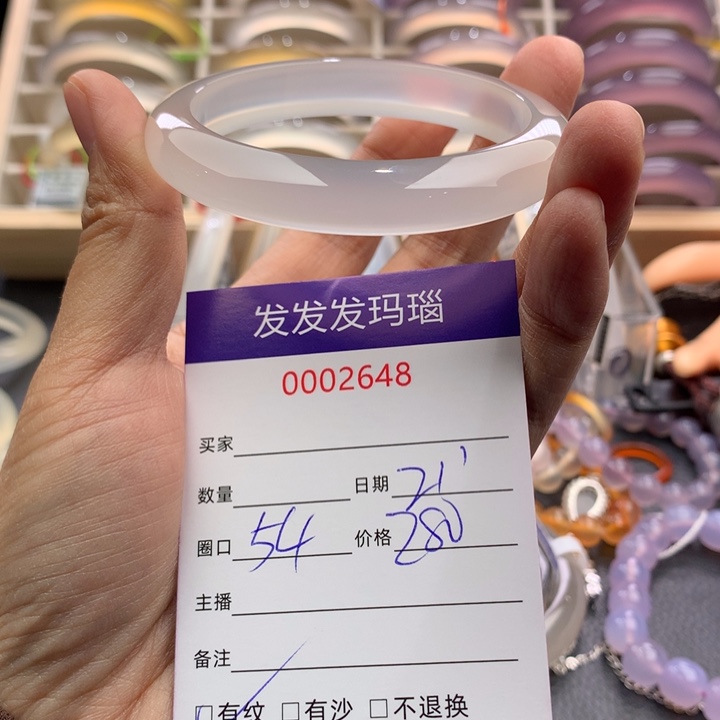 发发发玛瑙
0002648
买家
数量 日期 21'
圈口 54 价格 280
主播
备注
☑有纹 □有沙 □不退换